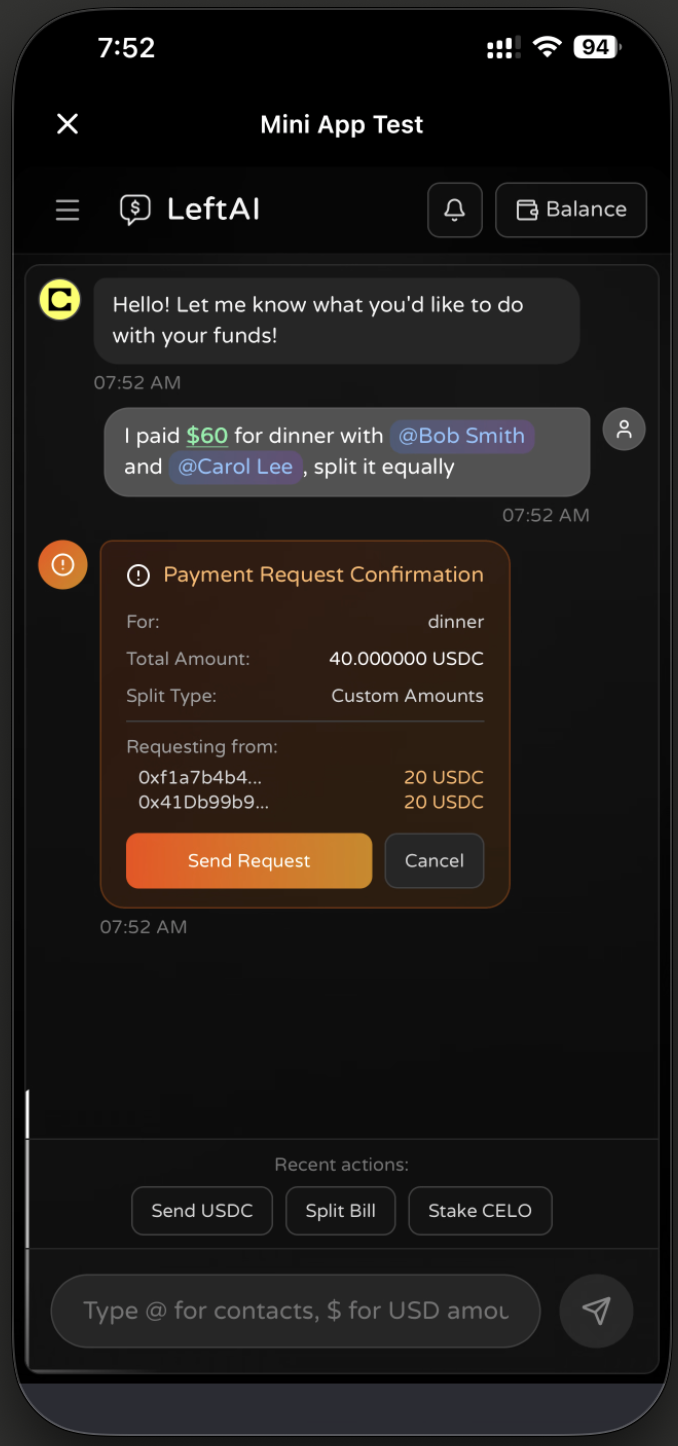 7:52
94
Mini App Test
LeftAI
Balance
Hello! Let me know what you'd like to do
with your funds!
07:52 AM
I paid $60 for dinner with @Bob Smith
and @Carol Lee , split it equally
07:52 AM
Payment Request Confirmation
For: dinner
Total Amount: 40.000000 USDC
Split Type: Custom Amounts
Requesting from:
0xf1a7b4b4... 20 USDC
0x41Db99b9... 20 USDC
Send Request Cancel
07:52 AM
Recent actions:
Send USDC Split Bill Stake CELO
Type @ for contacts, $ for USD amou